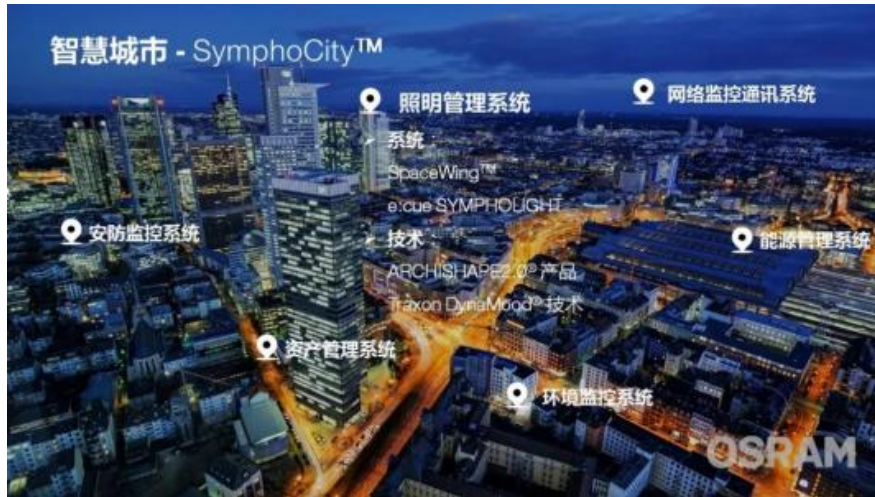 智慧城市 - SymphoCity™
照明管理系统
网络监控通讯系统
系统
SpaceWing™
e:cue SYMPHOLIGHT
安防监控系统
技术
能源管理系统
ARCHISHAPE2.0® 产品
Traxon DynaMood® 技术
资产管理系统
环境监控系统
OSRAM